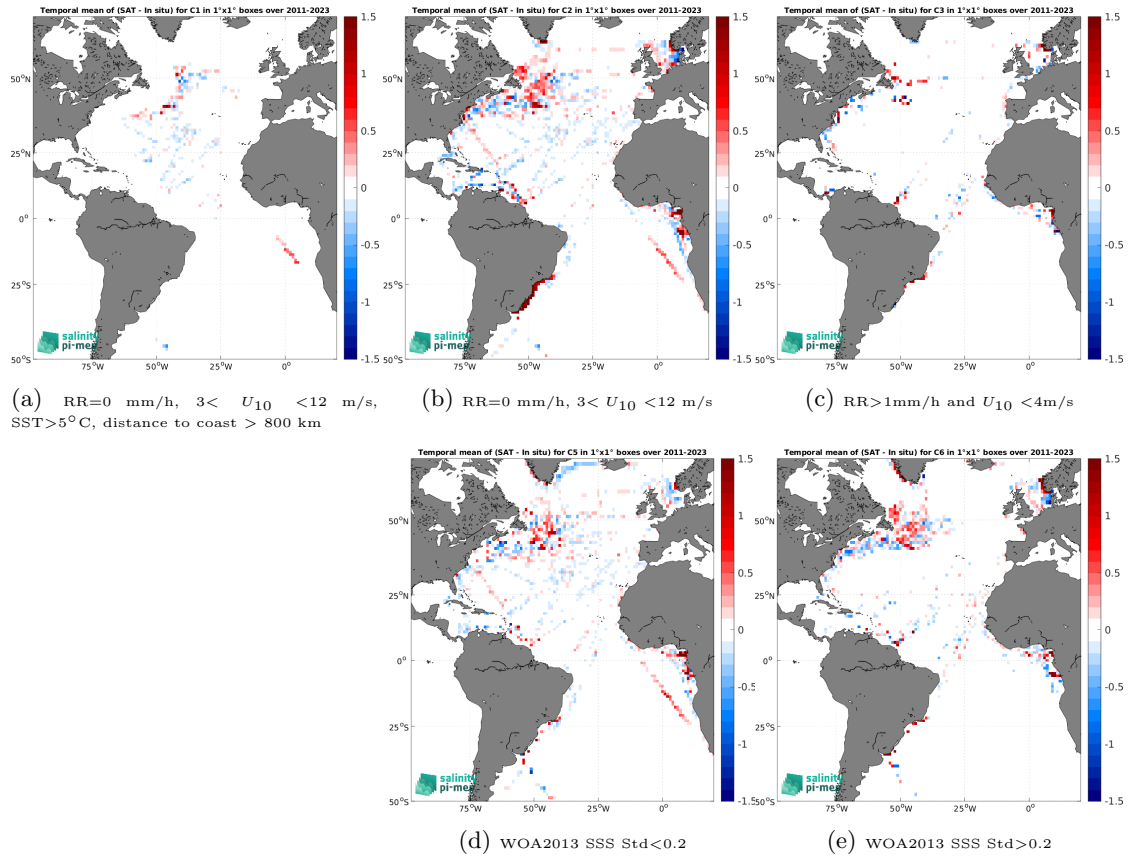 Temporal mean of (SAT - In situ) for C1 in 1°x1° boxes over 2011-2023
50°N
25°N
0°
25°S
50°S
75°W
50°W
25°W
0°
1.5
1
0.5
0
-0.5
-1
-1.5
salinity
pi-mep
(a) RR=0 mm/h, 3< U10 <12 m/s,
SST>5°C, distance to coast > 800 km
Temporal mean of (SAT - In situ) for C2 in 1°x1° boxes over 2011-2023
50°N
25°N
0°
25°S
50°S
75°W
50°W
25°W
0°
1.5
1
0.5
0
-0.5
-1
-1.5
salinity
pi-mep
(b) RR=0 mm/h, 3< U10 <12 m/s
Temporal mean of (SAT - In situ) for C3 in 1°x1° boxes over 2011-2023
50°N
25°N
0°
25°S
50°S
75°W
50°W
25°W
0°
1.5
1
0.5
0
-0.5
-1
-1.5
salinity
pi-mep
(c) RR>1mm/h and U10 <4m/s
Temporal mean of (SAT - In situ) for C5 in 1°x1° boxes over 2011-2023
50°N
25°N
0°
25°S
50°S
75°W
50°W
25°W
0°
1.5
1
0.5
0
-0.5
-1
-1.5
salinity
pi-mep
(d) WOA2013 SSS Std<0.2
Temporal mean of (SAT - In situ) for C6 in 1°x1° boxes over 2011-2023
50°N
25°N
0°
25°S
50°S
75°W
50°W
25°W
0°
1.5
1
0.5
0
-0.5
-1
-1.5
salinity
pi-mep
(e) WOA2013 SSS Std>0.2